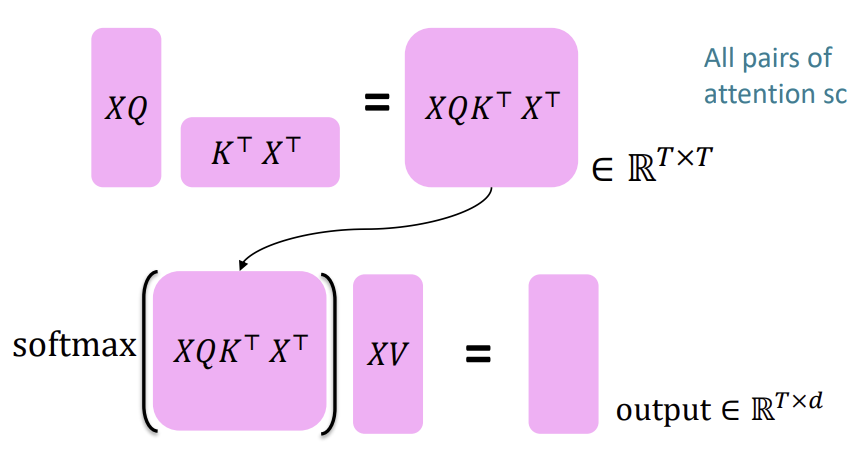 All pairs of
attention sc
XQ
=
XQK⊤X⊤
K⊤X⊤
∈ ℝ^{T×T}
softmax(XQK⊤X⊤) XV =
output ∈ ℝ^{T×d}